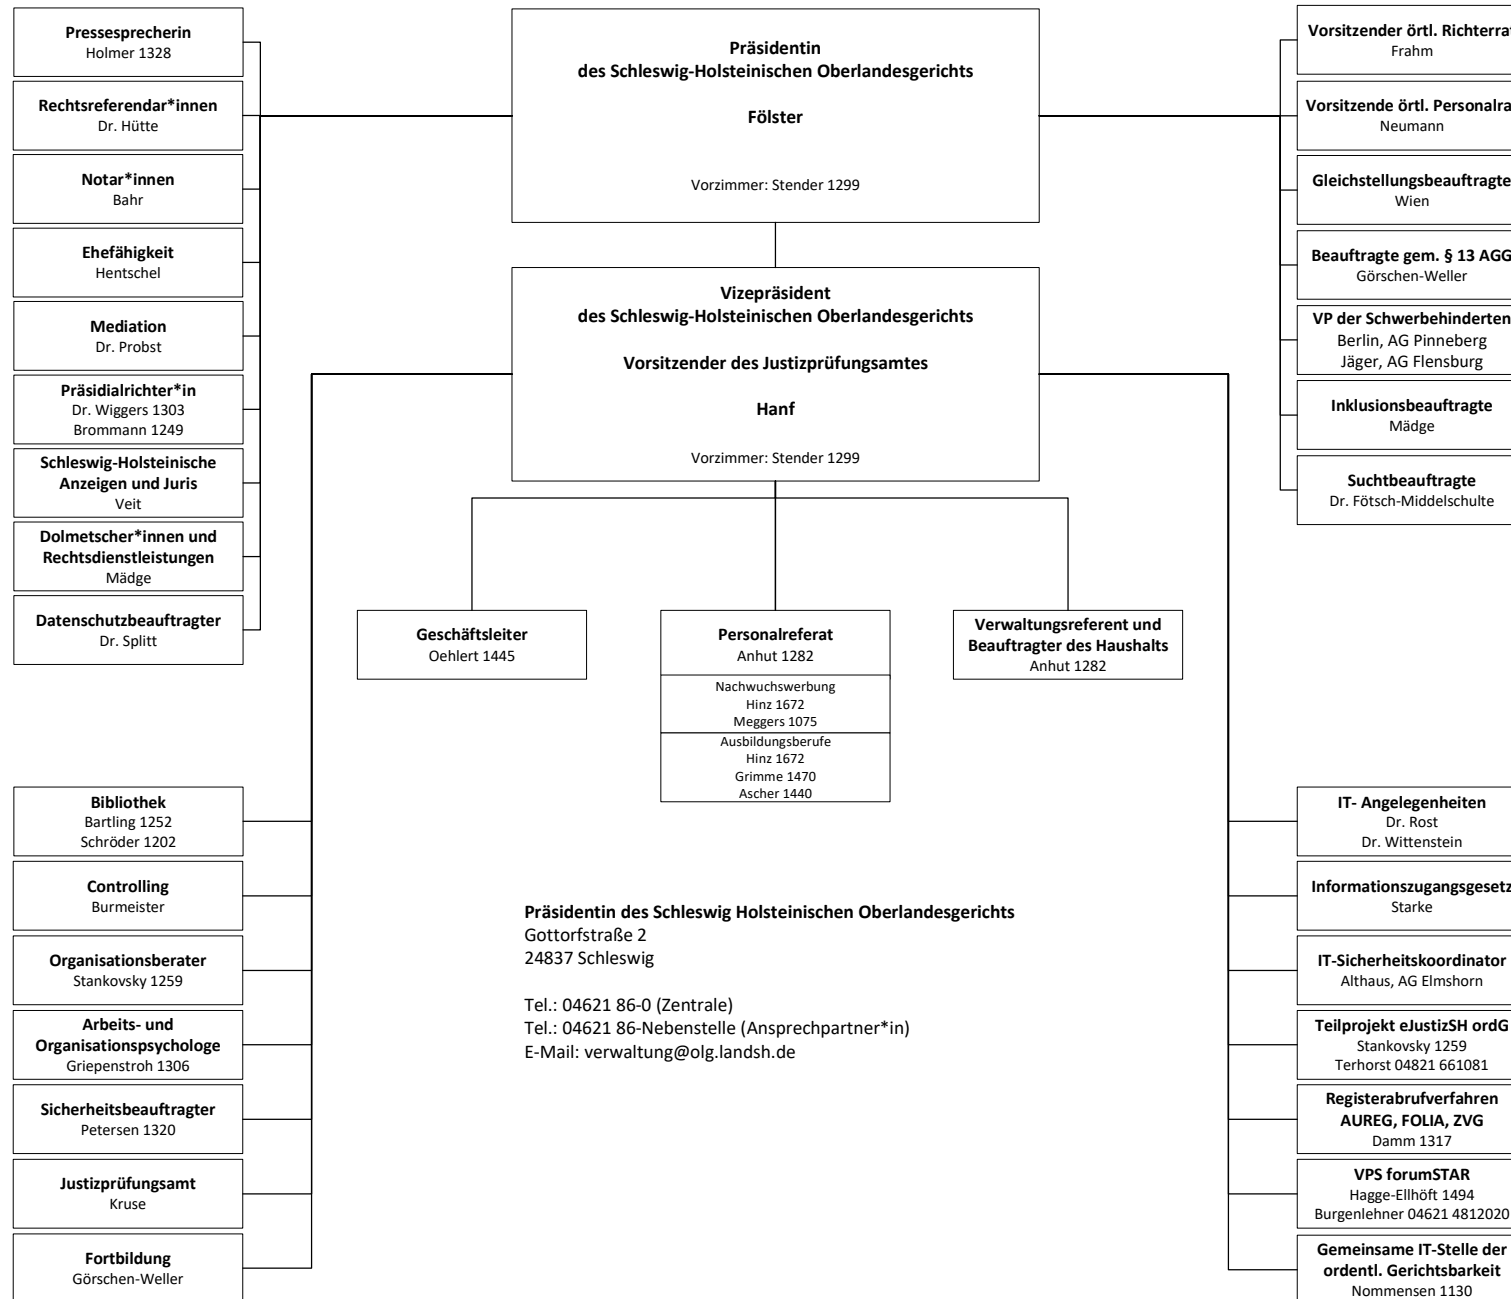 Pressesprecherin
Holmer 1328
Rechtsreferendar*innen
Dr. Hütte
Notar*innen
Bahr
Ehefähigkeit
Hentschel
Mediation
Dr. Probst
Präsidialrichter*in
Dr. Wiggers 1303
Brommann 1249
Schleswig-Holsteinische
Anzeigen und Juris
Veit
Dolmetscher*innen und
Rechtsdienstleistungen
Mädge
Datenschutzbeauftragter
Dr. Splitt
Präsidentin
des Schleswig-Holsteinischen Oberlandesgerichts
Fölster
Vorzimmer: Stender 1299
Vizepräsident
des Schleswig-Holsteinischen Oberlandesgerichts
Vorsitzender des Justizprüfungsamtes
Hanf
Vorzimmer: Stender 1299
Vorsitzender örtl. Richterrat
Frahm
Vorsitzende örtl. Personalra
Neumann
Gleichstellungsbeauftragte
Wien
Beauftragte gem. § 13 AGG
Görschen-Weller
VP der Schwerbehinderten
Berlin, AG Pinneberg
Jäger, AG Flensburg
Inklusionsbeauftragte
Mädge
Suchtbeauftragte
Dr. Fötsch-Middelschulte
Geschäftsleiter
Oehlert 1445
Personalreferat
Anhut 1282
Nachwuchswerbung
Hinz 1672
Meggers 1075
Ausbildungsberufe
Hinz 1672
Grimme 1470
Ascher 1440
Verwaltungsreferent und
Beauftragter des Haushalts
Anhut 1282
Bibliothek
Bartling 1252
Schröder 1202
Controlling
Burmeister
Organisationsberater
Stankovsky 1259
Arbeits- und
Organisationspsychologe
Griepenstroh 1306
Sicherheitsbeauftragter
Petersen 1320
Justizprüfungsamt
Kruse
Fortbildung
Görschen-Weller
Präsidentin des Schleswig Holsteinischen Oberlandesgerichts
Gottorfstraße 2
24837 Schleswig
Tel.: 04621 86-0 (Zentrale)
Tel.: 04621 86-Nebenstelle (Ansprechpartner*in)
E-Mail: verwaltung@olg.landsh.de
IT- Angelegenheiten
Dr. Rost
Dr. Wittenstein
Informationszugangsgesetz
Starke
IT-Sicherheitskoordinator
Althaus, AG Elmshorn
Teilprojekt eJustizSH ordG
Stankovsky 1259
Terhorst 04821 661081
Registerabrufverfahren
AUREG, FOLIA, ZVG
Damm 1317
VPS forumSTAR
Hagge-Ellhöft 1494
Burgenlehner 04621 4812020
Gemeinsame IT-Stelle der
ordentl. Gerichtsbarkeit
Nommensen 1130